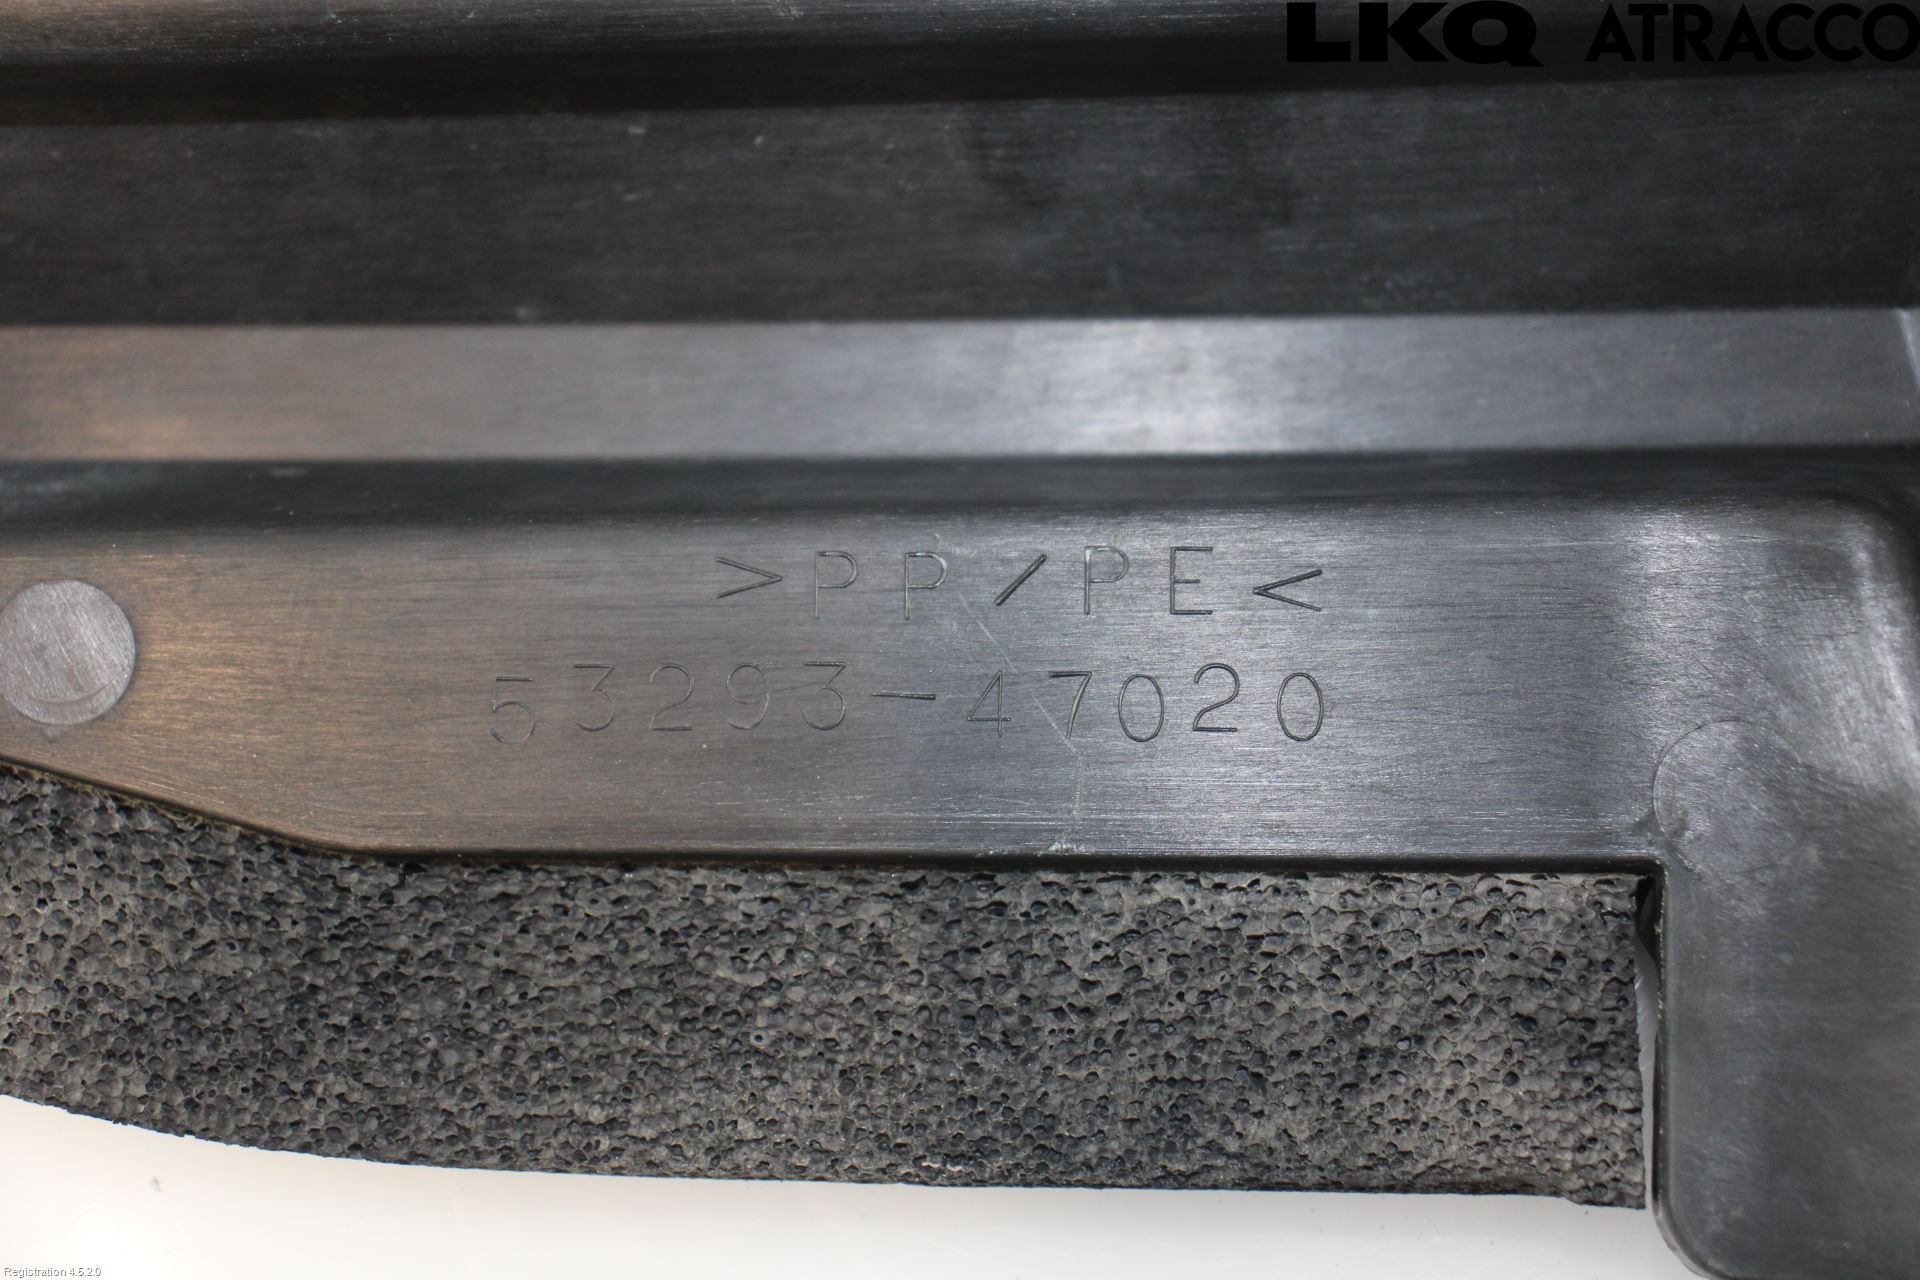 LKQ ATRACCO
>PP/PE<
53293-47020
Registration 4.5.2.0